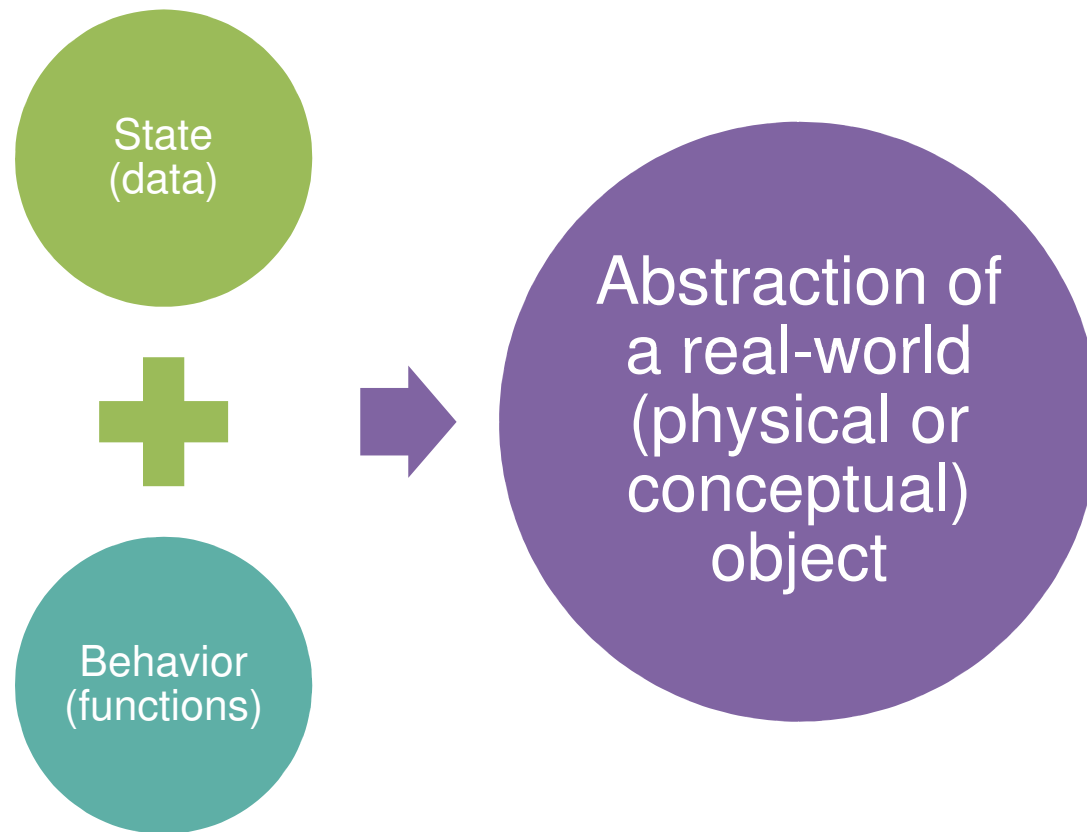 State
(data)
Behavior
(functions)
Abstraction of
a real-world
(physical or
conceptual)
object